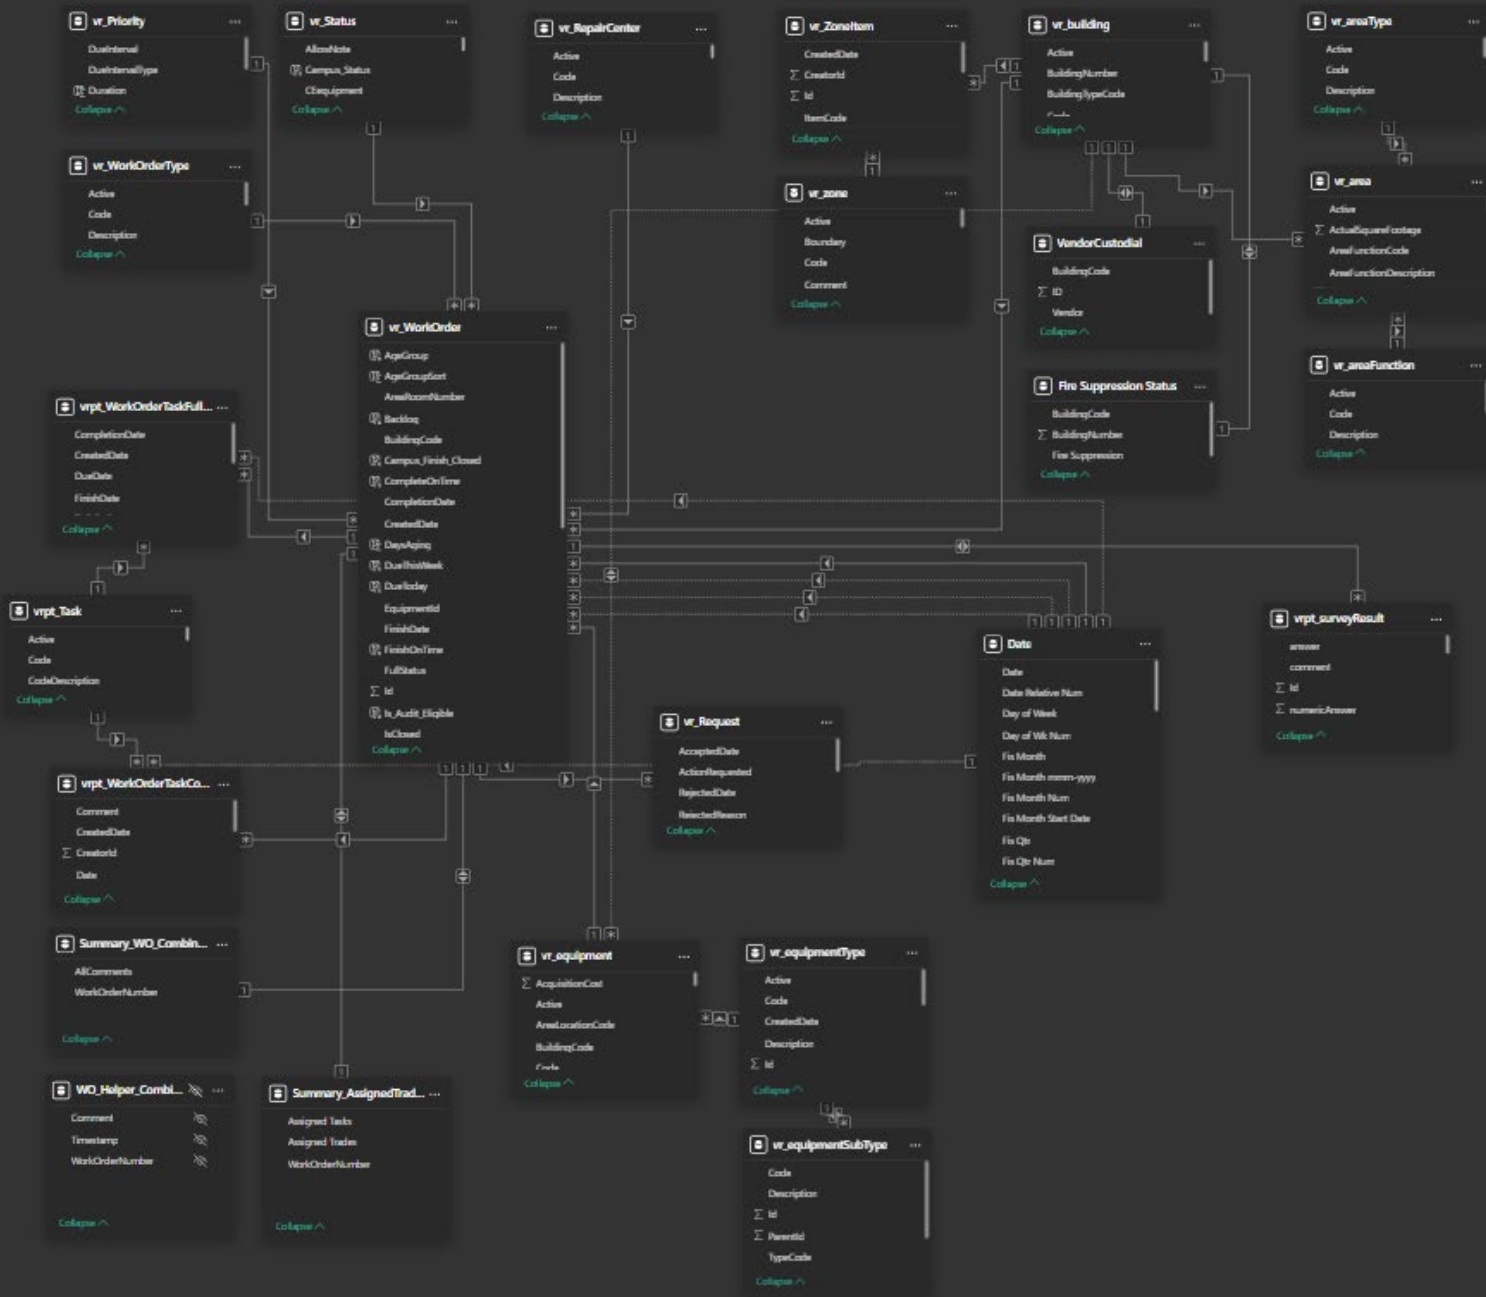 vr_Priority
DueInterval
DueIntervalType
Duration
Collapse
vr_Status
AllowNote
Campus_Status
CEequipment
Collapse
vr_RepairCenter
Active
Code
Description
Collapse
vr_ZoneItem
CreatedDate
CreatorId
Id
ItemCode
Collapse
vr_building
Active
BuildingNumber
BuildingTypeCode
Code
Collapse
vr_areaType
Active
Code
Description
Collapse
vr_WorkOrderType
Active
Code
Description
Collapse
vr_zone
Active
Boundary
Code
Comment
Collapse
VendorCustodial
BuildingCode
ID
Vendor
Collapse
vr_area
Active
ActualSquareFootage
AreaFunctionCode
AreaFunctionDescription
Collapse
vr_WorkOrder
AgeGroup
AgeGroupSort
AreaRoomNumber
Backlog
BuildingCode
Campus_Finish_Closed
CompleteOnTime
CompletionDate
CreatedDate
DaysAging
DueThisWeek
DueToday
EquipmentId
FinishDate
FinishOnTime
FullStatus
Id
Is_Audit_Eligible
IsClosed
Collapse
Fire Suppression Status
BuildingCode
BuildingNumber
Fire Suppression
Collapse
vr_areaFunction
Active
Code
Description
Collapse
vrpt_WorkOrderTaskFull...
CompletionDate
CreatedDate
DueDate
FinishDate
Collapse
vrpt_Task
Active
Code
CodeDescription
Collapse
Date
Date
Date Relative Num
Day of Week
Day of Wk Num
Fis Month
Fis Month mmm-yyyy
Fis Month Num
Fis Month Start Date
Fis Qtr
Fis Qtr Num
Collapse
vrpt_surveyResult
answer
comment
Id
numericAnswer
Collapse
vr_Request
AcceptedDate
ActionRequested
RejectedDate
RejectedReason
Collapse
vrpt_WorkOrderTaskCo...
Comment
CreatedDate
CreatorId
Date
Collapse
Summary_WO_Combin...
AllComments
WorkOrderNumber
Collapse
vr_equipment
AcquisitionCost
Active
AreaLocationCode
BuildingCode
Code
Collapse
vr_equipmentType
Active
Code
CreatedDate
Description
Id
Collapse
WO_Helper_Combi...
Comment
Timestamp
WorkOrderNumber
Collapse
Summary_AssignedTrad...
Assigned Tasks
Assigned Trades
WorkOrderNumber
Collapse
vr_equipmentSubType
Code
Description
Id
ParentId
TypeCode
Collapse